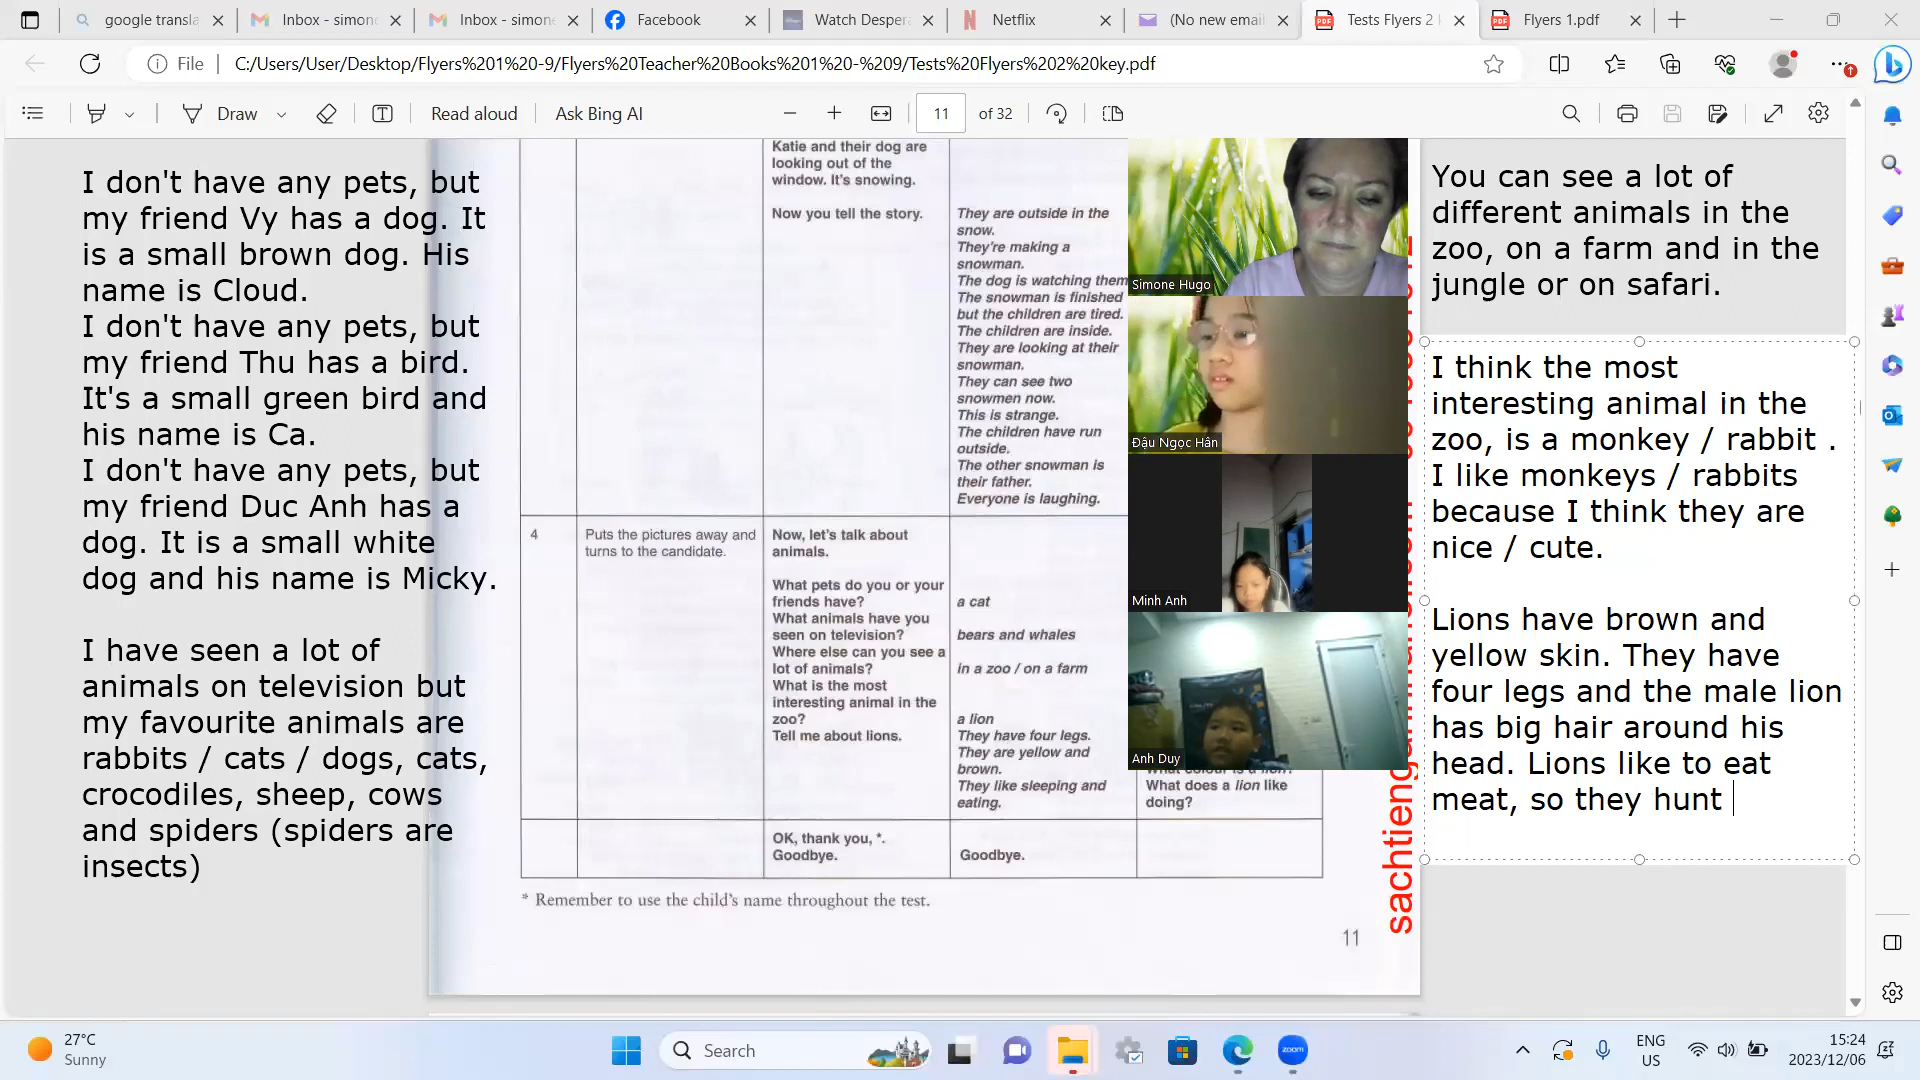 google transla
Inbox - simone
Inbox - simone
Facebook
Watch Despera
Netflix
(No new emai
Tests Flyers 2 k
Flyers 1.pdf
File
C:/Users/User/Desktop/Flyers%201%20-9/Flyers%20Teacher%20Books%201%20-%209/Tests%20Flyers%202%20key.pdf
Draw
Read aloud
Ask Bing AI
11
of 32
I don't have any pets, but
my friend Vy has a dog. It
is a small brown dog. His
name is Cloud.
I don't have any pets, but
my friend Thu has a bird.
It's a small green bird and
his name is Ca.
I don't have any pets, but
my friend Duc Anh has a
dog. It is a small white
dog and his name is Micky.
I have seen a lot of
animals on television but
my favourite animals are
rabbits / cats / dogs, cats,
crocodiles, sheep, cows
and spiders (spiders are
insects)
Katie and their dog are
looking out of the
window. It's snowing.
Now you tell the story.
They are outside in the
snow.
They're making a
snowman.
The dog is watching them
The snowman is finished
but the children are tired.
The children are inside.
They are looking at their
snowman.
They can see two
snowmen now.
This is strange.
The children have run
outside.
The other snowman is
their father.
Everyone is laughing.
4
Puts the pictures away and
turns to the candidate.
Now, let's talk about
animals.
What pets do you or your
friends have?
What animals have you
seen on television?
Where else can you see a
lot of animals?
What is the most
interesting animal in the
zoo?
Tell me about lions.
a cat
bears and whales
in a zoo / on a farm
a lion
They have four legs.
They are yellow and
brown.
They like sleeping and
eating.
What colour is a lion?
What does a lion like
doing?
OK, thank you, *.
Goodbye.
Goodbye.
* Remember to use the child's name throughout the test.
11
Simone Hugo
Đậu Ngọc Hân
Minh Anh
Anh Duy
You can see a lot of
different animals in the
zoo, on a farm and in the
jungle or on safari.
I think the most
interesting animal in the
zoo, is a monkey / rabbit .
I like monkeys / rabbits
because I think they are
nice / cute.
Lions have brown and
yellow skin. They have
four legs and the male lion
has big hair around his
head. Lions like to eat
meat, so they hunt
27°C
Sunny
Search
zoom
ENG
US
15:24
2023/12/06